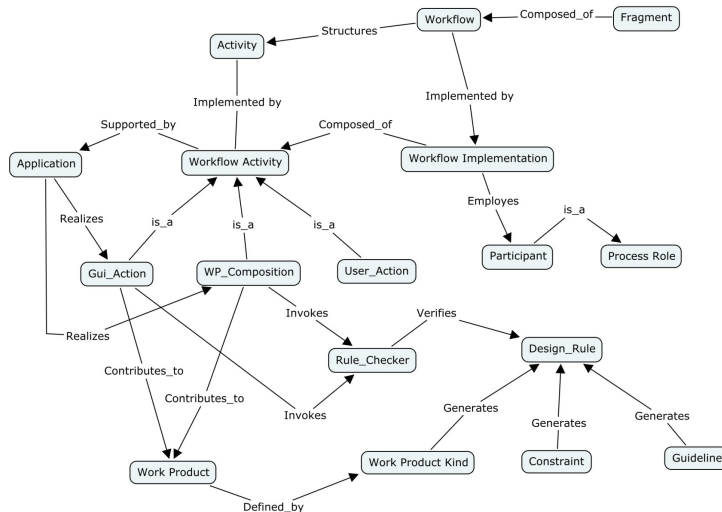 Workflow
Composed_of
Fragment
Structures
Activity
Implemented by
Implemented by
Supported_by
Composed_of
Application
Workflow Activity
Workflow Implementation
Employes
Realizes
is_a
is_a
is_a
is_a
Gui_Action
WP_Composition
User_Action
Participant
Process Role
Realizes
Invokes
Verifies
Rule_Checker
Design_Rule
Contributes_to
Contributes_to
Invokes
Generates
Generates
Generates
Work Product
Work Product Kind
Constraint
Guideline
Defined_by